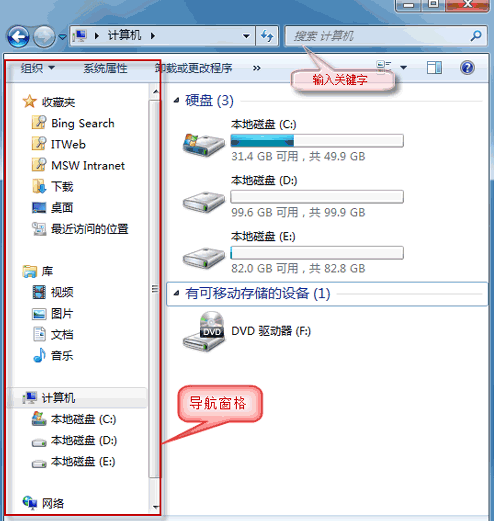 计算机
搜索 计算机
组织 系统属性 卸载或更改程序 »
输入关键字
收藏夹
Bing Search
ITWeb
MSW Intranet
下载
桌面
最近访问的位置
库
视频
图片
文档
音乐
计算机
本地磁盘 (C:)
本地磁盘 (D:)
本地磁盘 (E:)
网络
硬盘 (3)
本地磁盘 (C:)
31.4 GB 可用，共 49.9 GB
本地磁盘 (D:)
99.6 GB 可用，共 99.9 GB
本地磁盘 (E:)
82.0 GB 可用，共 82.8 GB
有可移动存储的设备 (1)
DVD
DVD 驱动器 (F:)
导航窗格